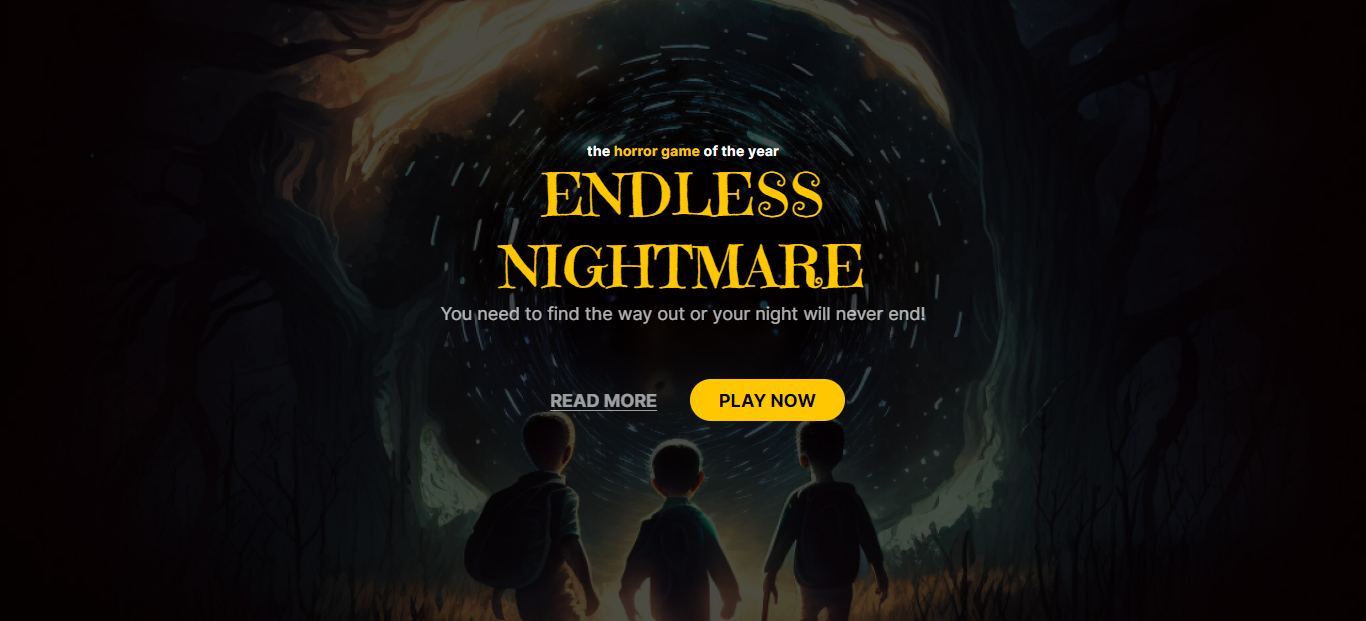 the horror game of the year
ENDLESS
NIGHTMARE
You need to find the way out or your night will never end!
READ MORE PLAY NOW